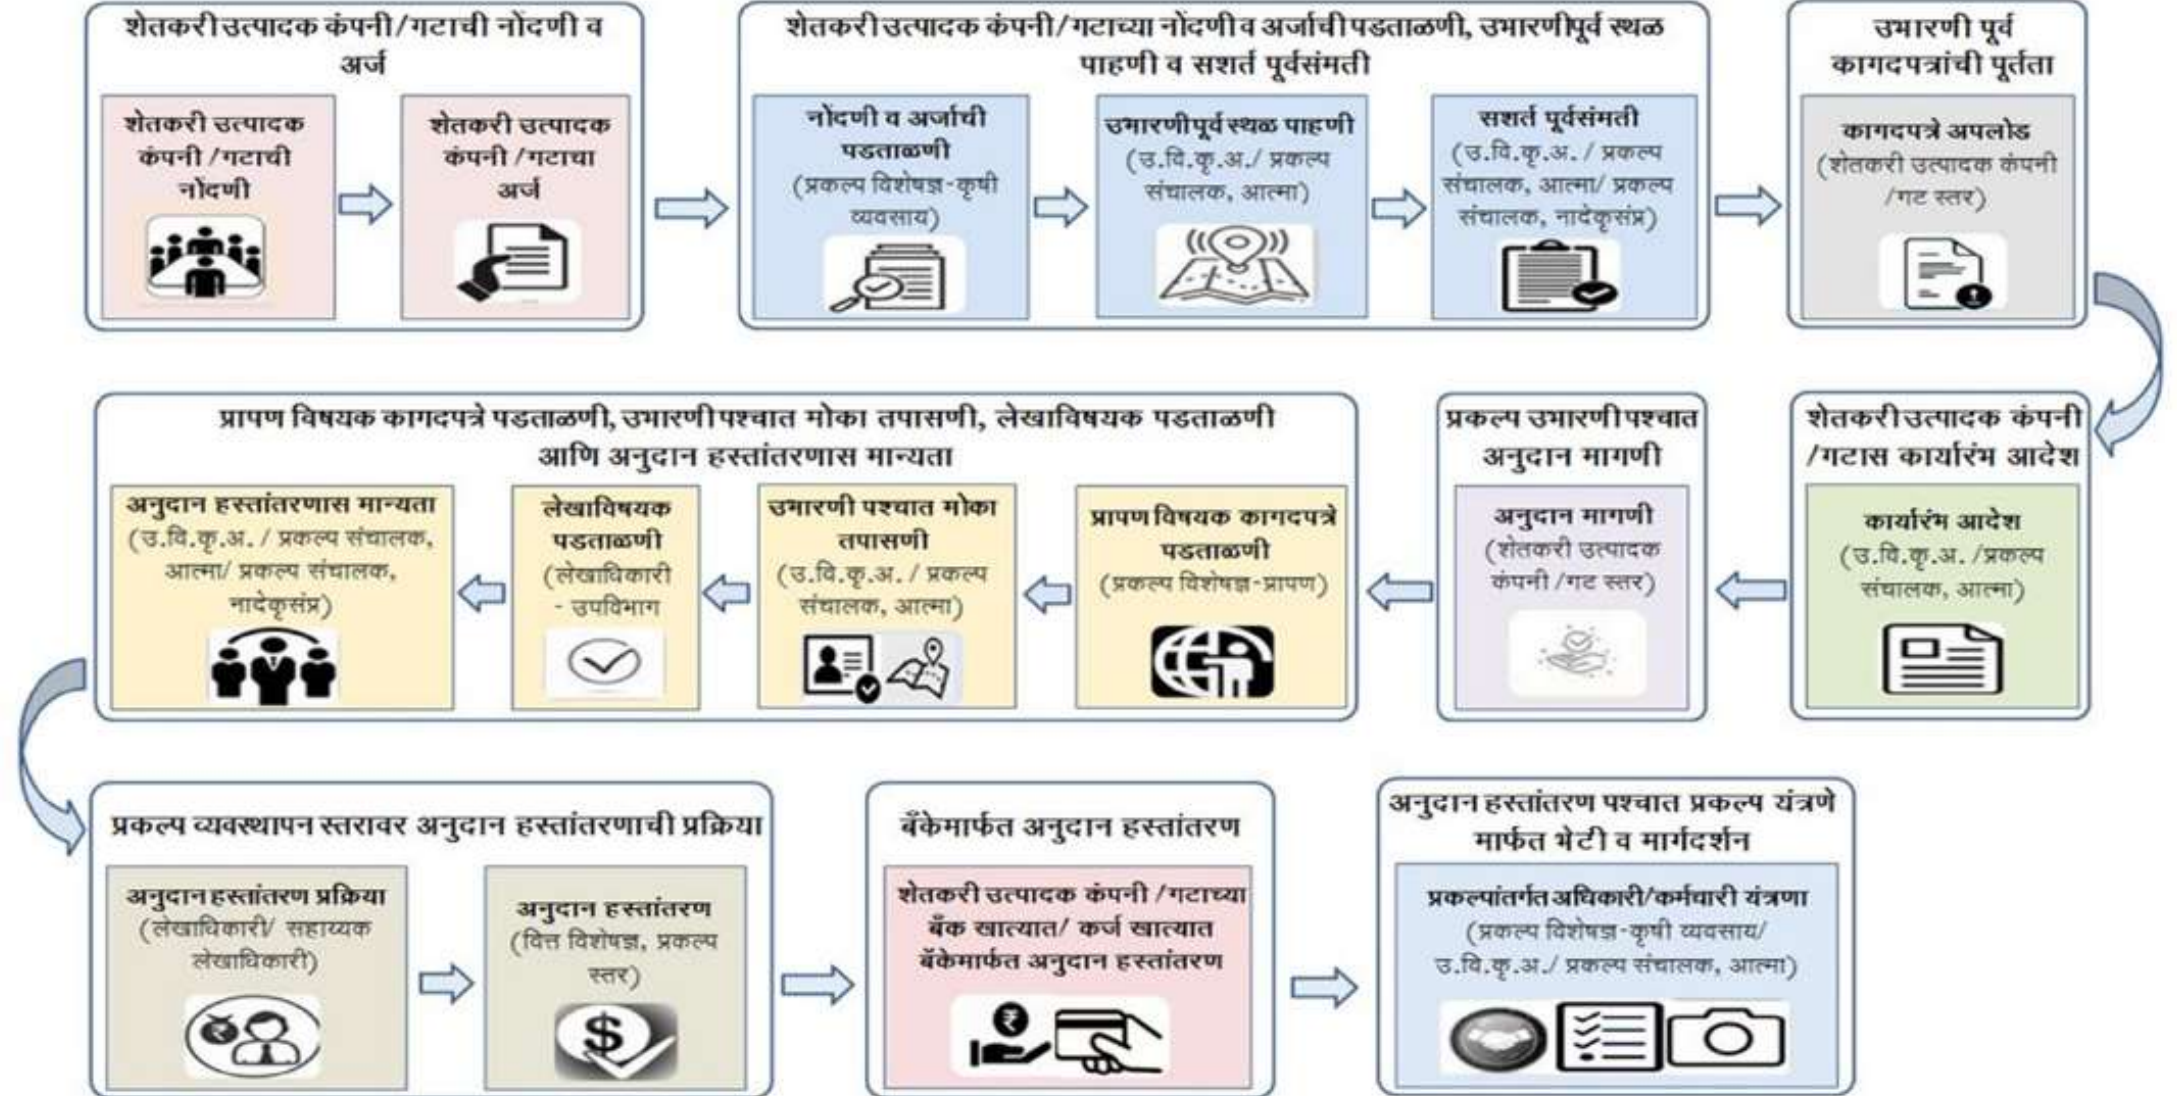 शेतकरी उत्पादक कंपनी/गटाची नोंदणी व
अर्ज
शेतकरी उत्पादक
कंपनी /गटाची
नोंदणी
शेतकरी उत्पादक
कंपनी /गटाचा
अर्ज
शेतकरी उत्पादक कंपनी/गटाच्या नोंदणी व अर्जाची पडताळणी, उभारणीपूर्व स्थळ
पाहणी व सशर्त पूर्वसंमती
नोंदणी व अर्जाची
पडताळणी
(प्रकल्प विशेषज्ञ-कृषी
व्यवसाय)
उभारणीपूर्व स्थळ पाहणी
(उ.वि.कृ.अ./ प्रकल्प
संचालक, आत्मा)
सशर्त पूर्वसंमती
(उ.वि.कृ.अ. / प्रकल्प
संचालक, आत्मा/ प्रकल्प
संचालक, नादेकृसंप्र)
उभारणी पूर्व
कागदपत्रांची पूर्तता
कागदपत्रे अपलोड
(शेतकरी उत्पादक कंपनी
/गट स्तर)
शेतकरी उत्पादक कंपनी
/गटास कार्यारंभ आदेश
कार्यारंभ आदेश
(उ.वि.कृ.अ. /प्रकल्प
संचालक, आत्मा)
प्रकल्प उभारणी पश्चात
अनुदान मागणी
अनुदान मागणी
(शेतकरी उत्पादक
कंपनी /गट स्तर)
प्रापण विषयक कागदपत्रे पडताळणी, उभारणी पश्चात मोका तपासणी, लेखाविषयक पडताळणी
आणि अनुदान हस्तांतरणास मान्यता
प्रापण विषयक कागदपत्रे
पडताळणी
(प्रकल्प विशेषज्ञ-प्रापण)
उभारणी पश्चात मोका
तपासणी
(उ.वि.कृ.अ. / प्रकल्प
संचालक, आत्मा)
लेखाविषयक
पडताळणी
(लेखाधिकारी
- उपविभाग
अनुदान हस्तांतरणास मान्यता
(उ.वि.कृ.अ. / प्रकल्प संचालक,
आत्मा/ प्रकल्प संचालक,
नादेकृसंप्र)
प्रकल्प व्यवस्थापन स्तरावर अनुदान हस्तांतरणाची प्रक्रिया
अनुदान हस्तांतरण प्रक्रिया
(लेखाधिकारी/ सहाय्यक
लेखाधिकारी)
अनुदान हस्तांतरण
(वित्त विशेषज्ञ, प्रकल्प
स्तर)
बँकेमार्फत अनुदान हस्तांतरण
शेतकरी उत्पादक कंपनी /गटाच्या
बँक खात्यात/ कर्ज खात्यात
बँकेमार्फत अनुदान हस्तांतरण
अनुदान हस्तांतरण पश्चात प्रकल्प यंत्रणे
मार्फत भेटी व मार्गदर्शन
प्रकल्पांतर्गत अधिकारी/कर्मचारी यंत्रणा
(प्रकल्प विशेषज्ञ-कृषी व्यवसाय/
उ.वि.कृ.अ./ प्रकल्प संचालक, आत्मा)